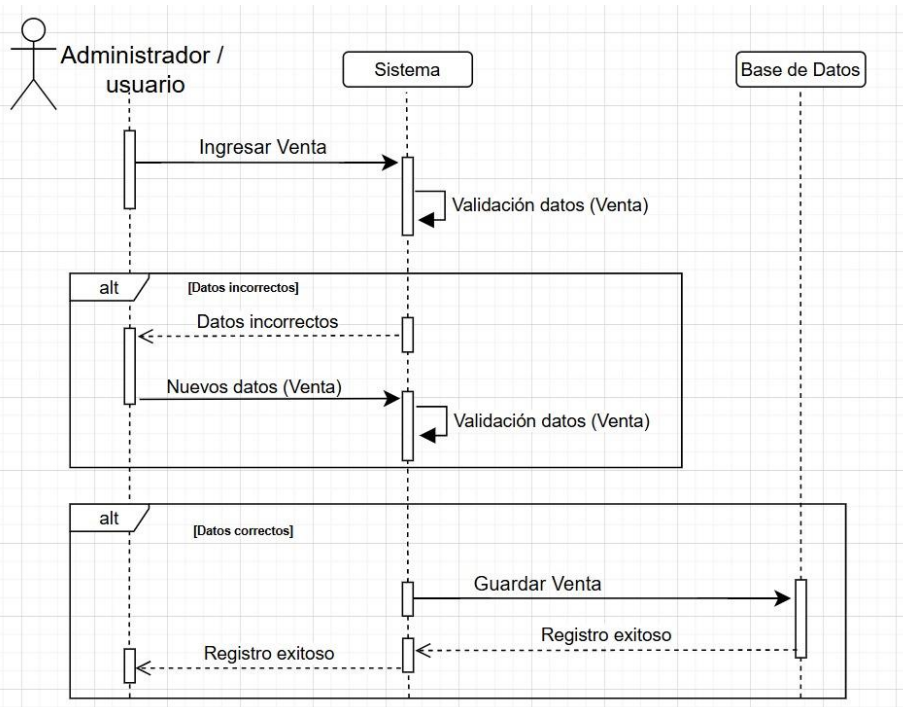 Administrador /
usuario
Sistema
Base de Datos
Ingresar Venta
Validación datos (Venta)
alt
[Datos incorrectos]
Datos incorrectos
Nuevos datos (Venta)
Validación datos (Venta)
alt
[Datos correctos]
Guardar Venta
Registro exitoso
Registro exitoso